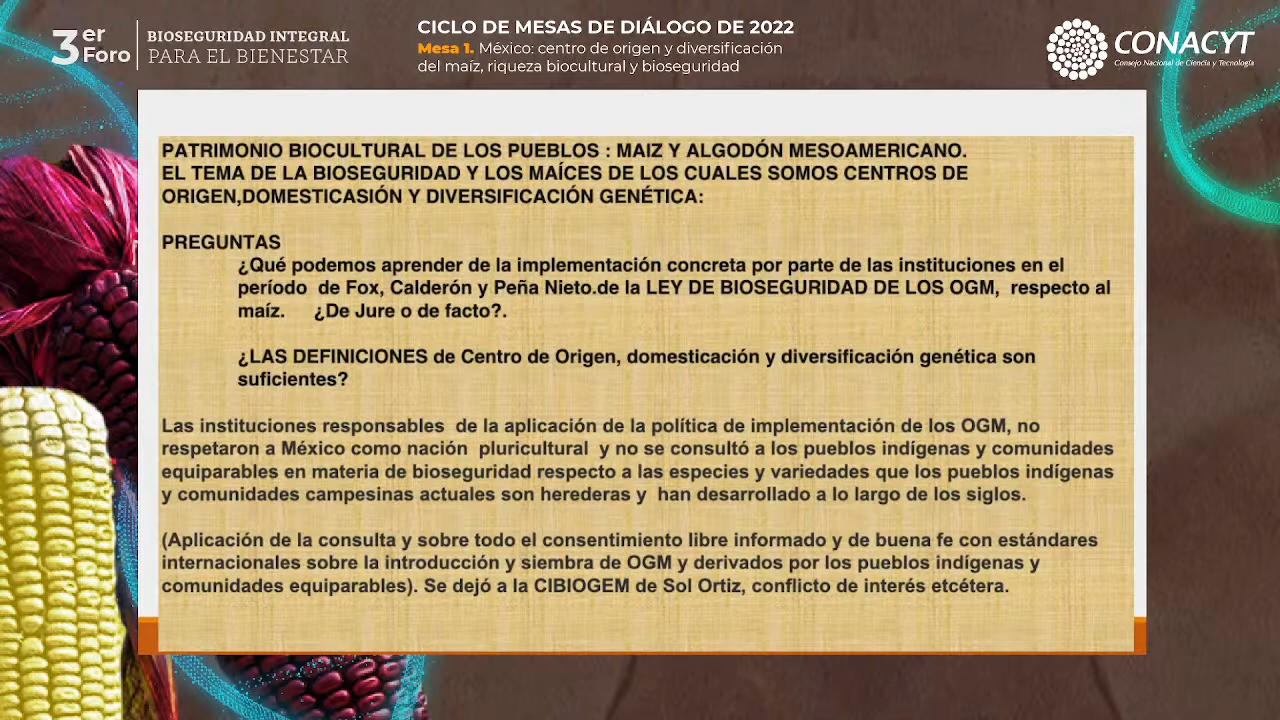 3er Foro
BIOSEGURIDAD INTEGRAL
PARA EL BIENESTAR
CICLO DE MESAS DE DIÁLOGO DE 2022
Mesa 1. México: centro de origen y diversificación
del maíz, riqueza biocultural y bioseguridad
CONACYT
Consejo Nacional de Ciencia y Tecnología
PATRIMONIO BIOCULTURAL DE LOS PUEBLOS : MAIZ Y ALGODÓN MESOAMERICANO.
EL TEMA DE LA BIOSEGURIDAD Y LOS MAÍCES DE LOS CUALES SOMOS CENTROS DE
ORIGEN,DOMESTICASIÓN Y DIVERSIFICACIÓN GENÉTICA:
PREGUNTAS
¿Qué podemos aprender de la implementación concreta por parte de las instituciones en el
período de Fox, Calderón y Peña Nieto.de la LEY DE BIOSEGURIDAD DE LOS OGM, respecto al
maíz. ¿De Jure o de facto?.
¿LAS DEFINICIONES de Centro de Origen, domesticación y diversificación genética son
suficientes?
Las instituciones responsables de la aplicación de la política de implementación de los OGM, no
respetaron a México como nación pluricultural y no se consultó a los pueblos indígenas y comunidades
equiparables en materia de bioseguridad respecto a las especies y variedades que los pueblos indígenas
y comunidades campesinas actuales son herederas y han desarrollado a lo largo de los siglos.
(Aplicación de la consulta y sobre todo el consentimiento libre informado y de buena fe con estándares
internacionales sobre la introducción y siembra de OGM y derivados por los pueblos indígenas y
comunidades equiparables). Se dejó a la CIBIOGEM de Sol Ortiz, conflicto de interés etcétera.